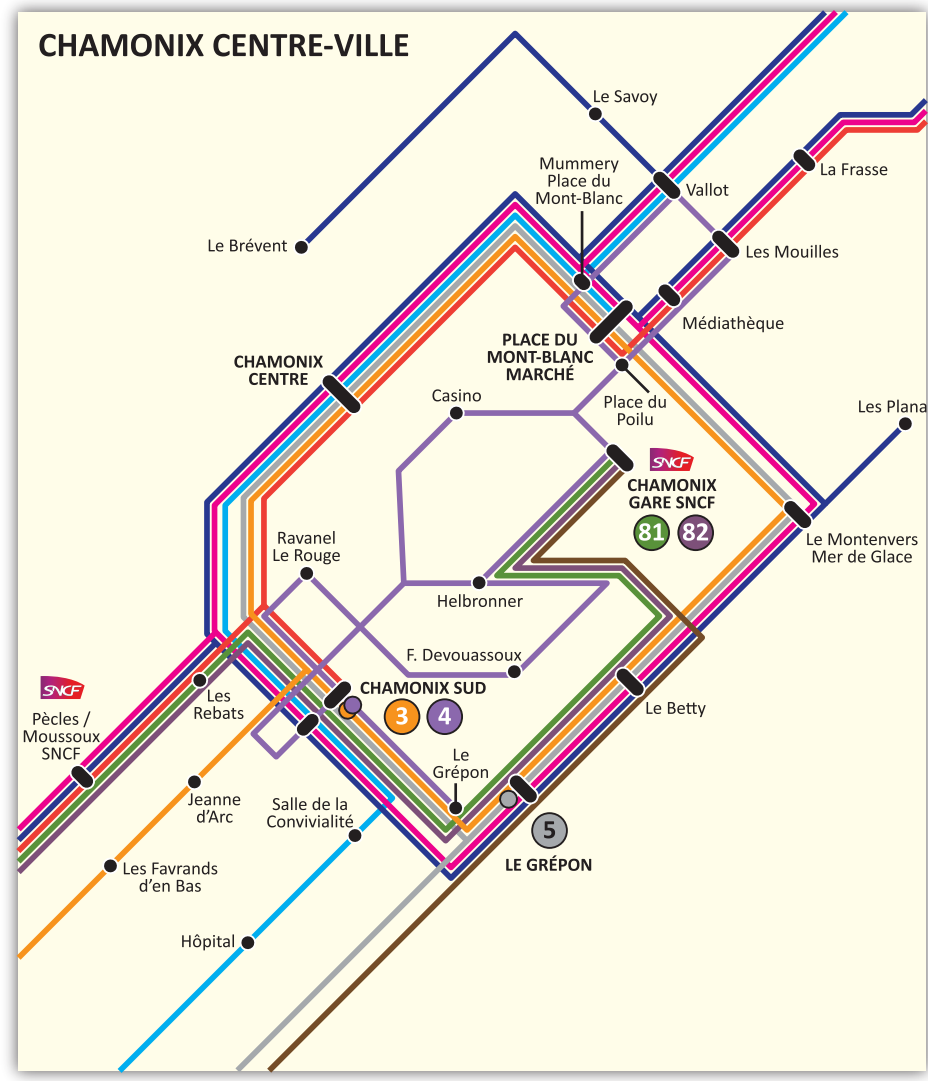 CHAMONIX CENTRE-VILLE
Le Savoy
Mummery
Place du
Mont-Blanc
Vallot
La Frasse
Le Brévent
Les Mouilles
Médiathèque
PLACE DU
MONT-BLANC
MARCHÉ
CHAMONIX
CENTRE
Casino
Place du
Poilu
Les Plana
SNCF
CHAMONIX
GARE SNCF
81
82
Ravanel
Le Rouge
Le Montenvers
Mer de Glace
Helbronner
F. Devouassoux
SNCF
Pècles /
Moussoux
SNCF
Les
Rebats
CHAMONIX SUD
3
4
Le Betty
Le
Grépon
Jeanne
d'Arc
Salle de la
Convivialité
5
LE GRÉPON
Les Favrands
d'en Bas
Hôpital